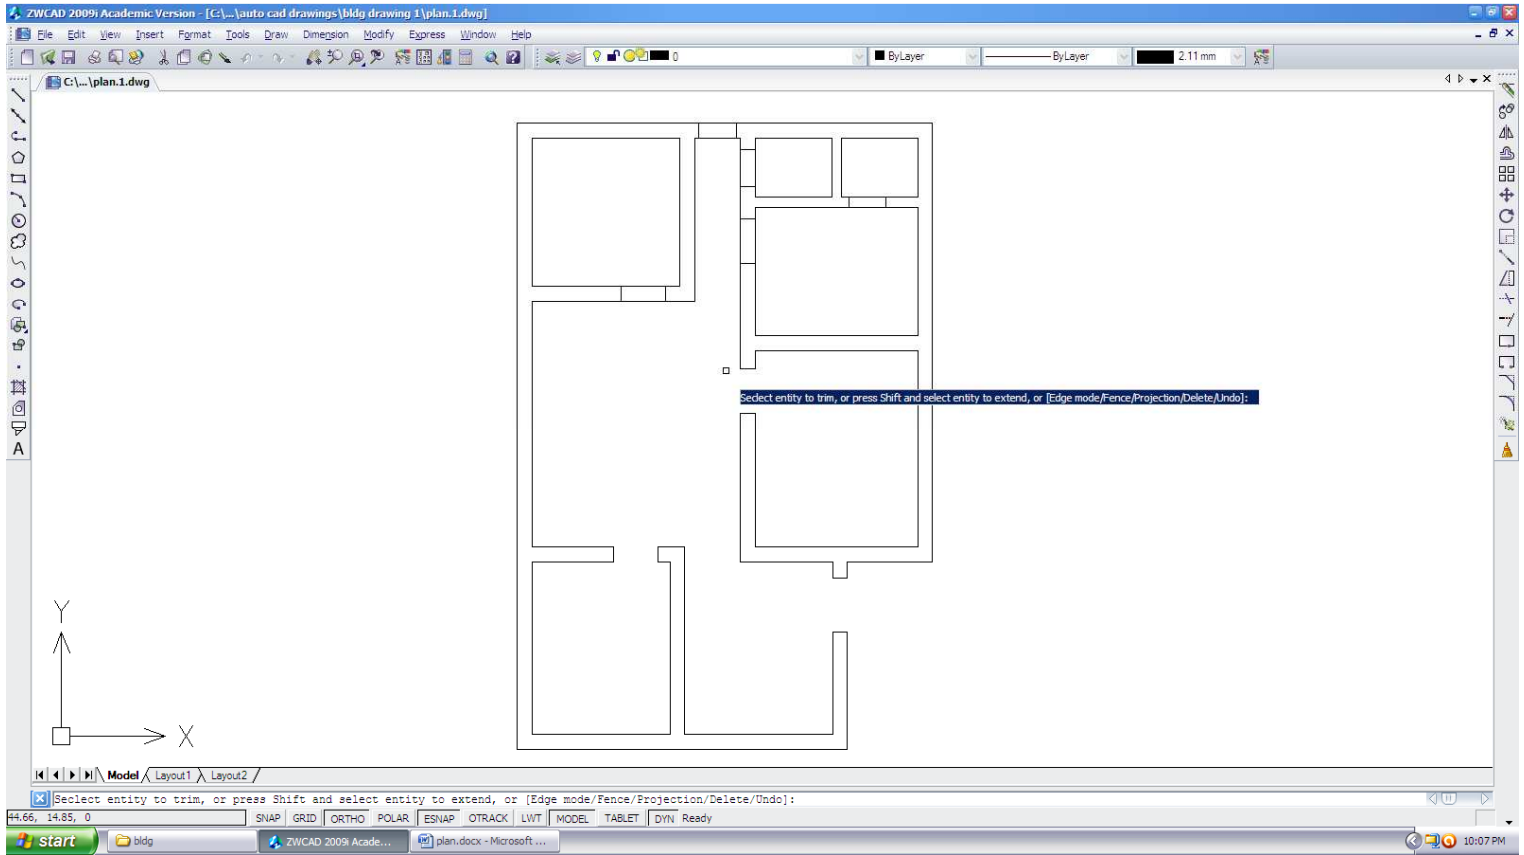 ZWCAD 2009i Academic Version - [C:\...\auto cad drawings\bldg drawing 1\plan.1.dwg]
File Edit View Insert Format Tools Draw Dimension Modify Express Window Help
0 ByLayer ByLayer 2.11 mm
C:\...\plan.1.dwg
Sedect entity to trim, or press Shift and select entity to extend, or [Edge mode/Fence/Projection/Delete/Undo]:
A
Y
X
Model Layout1 Layout2
Seclect entity to trim, or press Shift and select entity to extend, or [Edge mode/Fence/Projection/Delete/Undo]:
44.66, 14.85, 0 SNAP GRID ORTHO POLAR ESNAP OTRACK LWT MODEL TABLET DYN Ready
start bldg ZWCAD 2009i Acade... plan.docx - Microsoft ... 10:07 PM